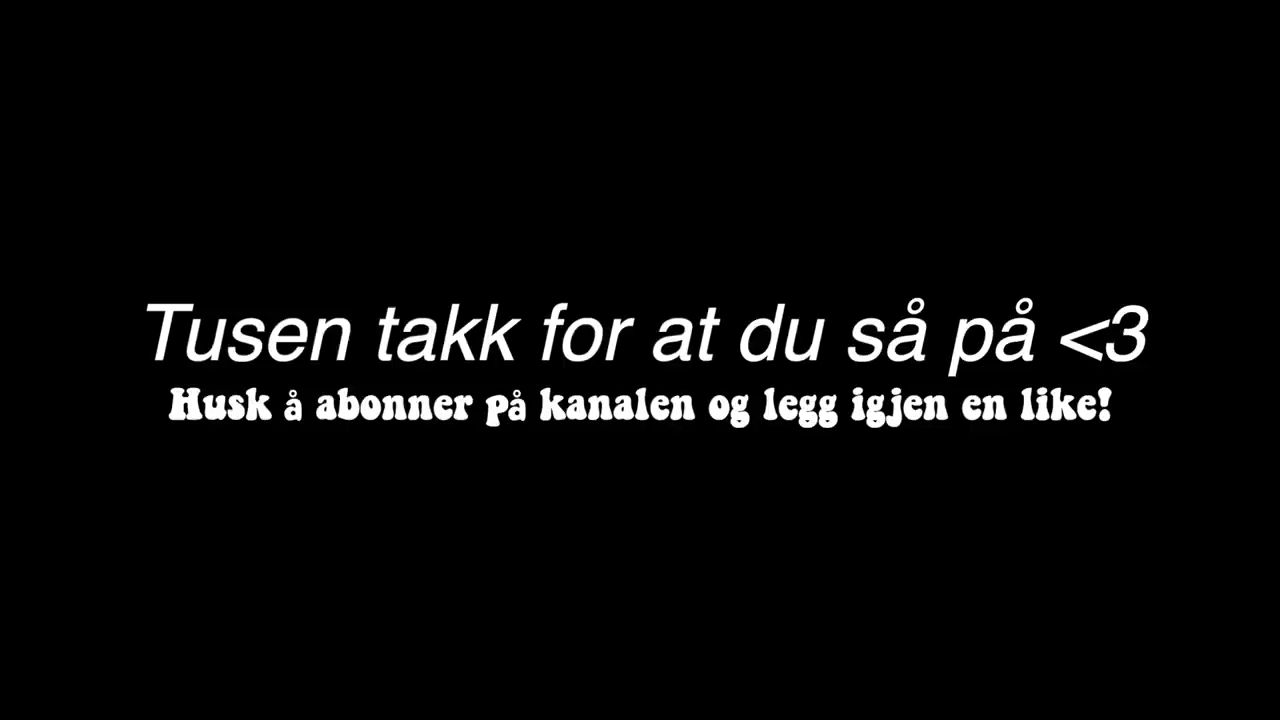 Tusen takk for at du så på <3
Husk å abonner på kanalen og legg igjen en like!